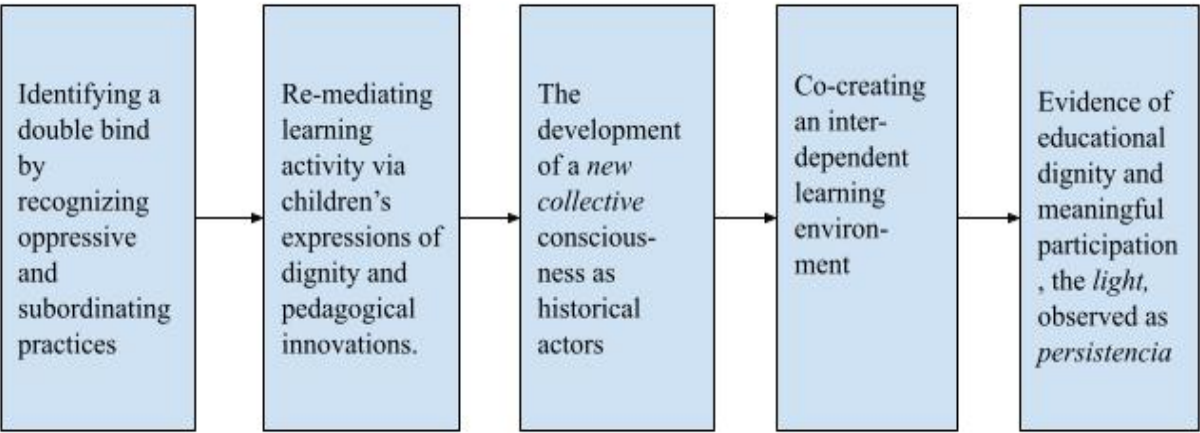 Identifying a
double bind
by
recognizing
oppressive
and
subordinating
practices
Re-mediating
learning
activity via
children’s
expressions of
dignity and
pedagogical
innovations.
The
development
of a new
collective
conscious-
ness as
historical
actors
Co-creating
an inter-
dependent
learning
environ-
ment
Evidence of
educational
dignity and
meaningful
participation
, the light,
observed as
persistencia